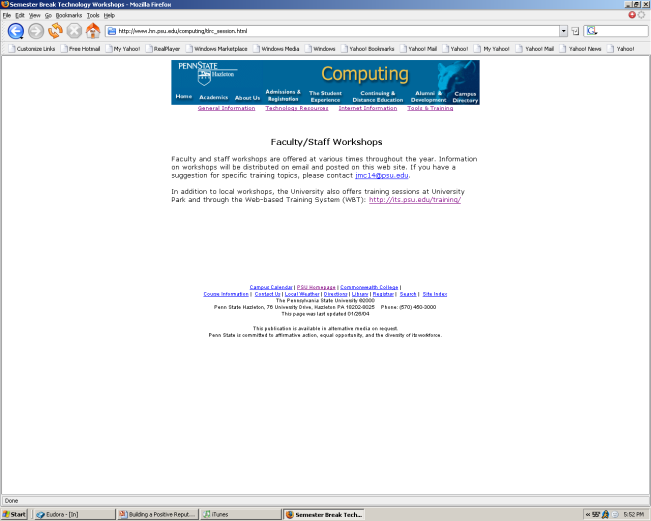 Semester Break Technology Workshops - Mozilla Firefox
File Edit View Go Bookmarks Tools Help
http://www.hn.psu.edu/computing/tlrc_session.html
Customize Links Free Hotmail My Yahoo! RealPlayer Windows Marketplace Windows Media Windows Yahoo! Bookmarks Yahoo! Mail Yahoo! My Yahoo! Yahoo! Mail Yahoo! News Yahoo!
PENNSTATE
Hazleton
Computing
Home Academics About Us Admissions & Registration The Student Experience Continuing & Distance Education Alumni & Development Campus Directory
General Information Technology Resources Internet Information Tools & Training
Faculty/Staff Workshops
Faculty and staff workshops are offered at various times throughout the year. Information
on workshops will be distributed on email and posted on this web site. If you have a
suggestion for specific training topics, please contact jmc14@psu.edu.
In addition to local workshops, the University also offers training sessions at University
Park and through the Web-based Training System (WBT): http://its.psu.edu/training/
Campus Calendar | PSU Homepage | Commonwealth College |
Course Information | Contact Us | Local Weather | Directions | Library | Registrar | Search | Site Index
The Pennsylvania State University ©2000
Penn State Hazleton, 76 University Drive, Hazleton PA 18202-8025 Phone: (570) 450-3000
This page was last updated 01/26/04
This publication is available in alternative media on request.
Penn State is committed to affirmative action, equal opportunity, and the diversity of its workforce.
Done
Start Eudora - [In] Building a Positive Reput... iTunes Semester Break Tech... 5:52 PM